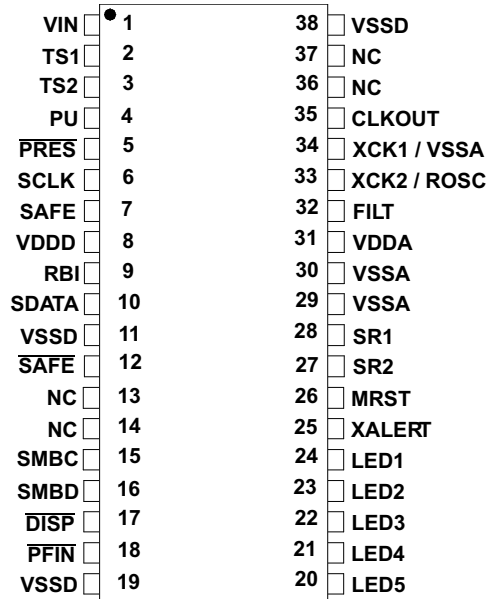 VIN 1 38 VSSD
TS1 2 37 NC
TS2 3 36 NC
PU 4 35 CLKOUT
PRES 5 34 XCK1 / VSSA
SCLK 6 33 XCK2 / ROSC
SAFE 7 32 FILT
VDDD 8 31 VDDA
RBI 9 30 VSSA
SDATA 10 29 VSSA
VSSD 11 28 SR1
SAFE 12 27 SR2
NC 13 26 MRST
NC 14 25 XALERT
SMBC 15 24 LED1
SMBD 16 23 LED2
DISP 17 22 LED3
PFIN 18 21 LED4
VSSD 19 20 LED5